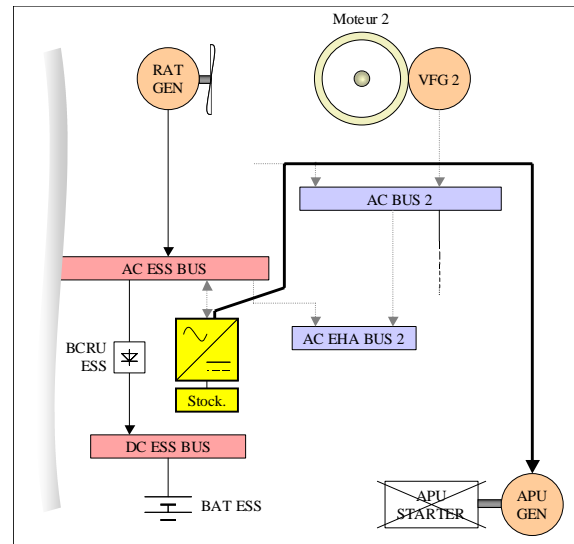 Moteur 2
RAT
GEN
VFG 2
AC BUS 2
AC ESS BUS
BCRU
ESS
AC EHA BUS 2
Stock.
DC ESS BUS
BAT ESS
APU
STARTER
APU
GEN